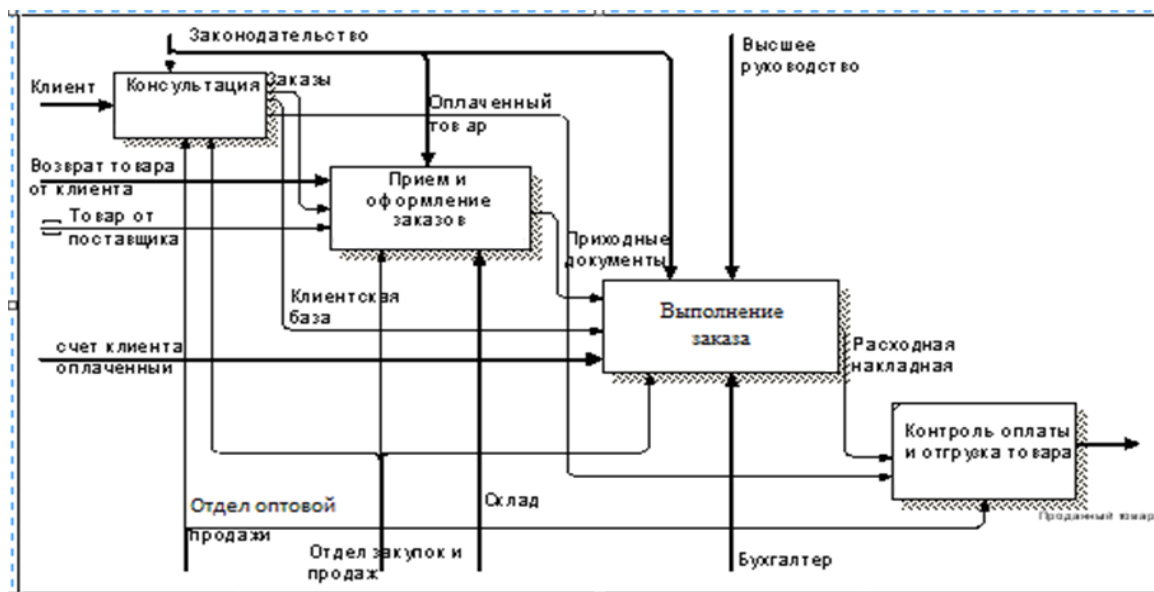 Законодательство
Высшее
руководство
Клиент
Консультация
Заказы
Оплаченный
тов ар
Возврат товара
от клиента
Прием и
оформление
заказов
Товар от
поставщика
Приходные
документы
Клиентская
база
Выполнение
заказа
счет клиента
оплаченный
Расходная
накладная
Контроль оплаты
и отгрузка товара
Проданный товар
Отдел оптовой
продажи
Склад
Отдел закупок и
продаж
Бухгалтер